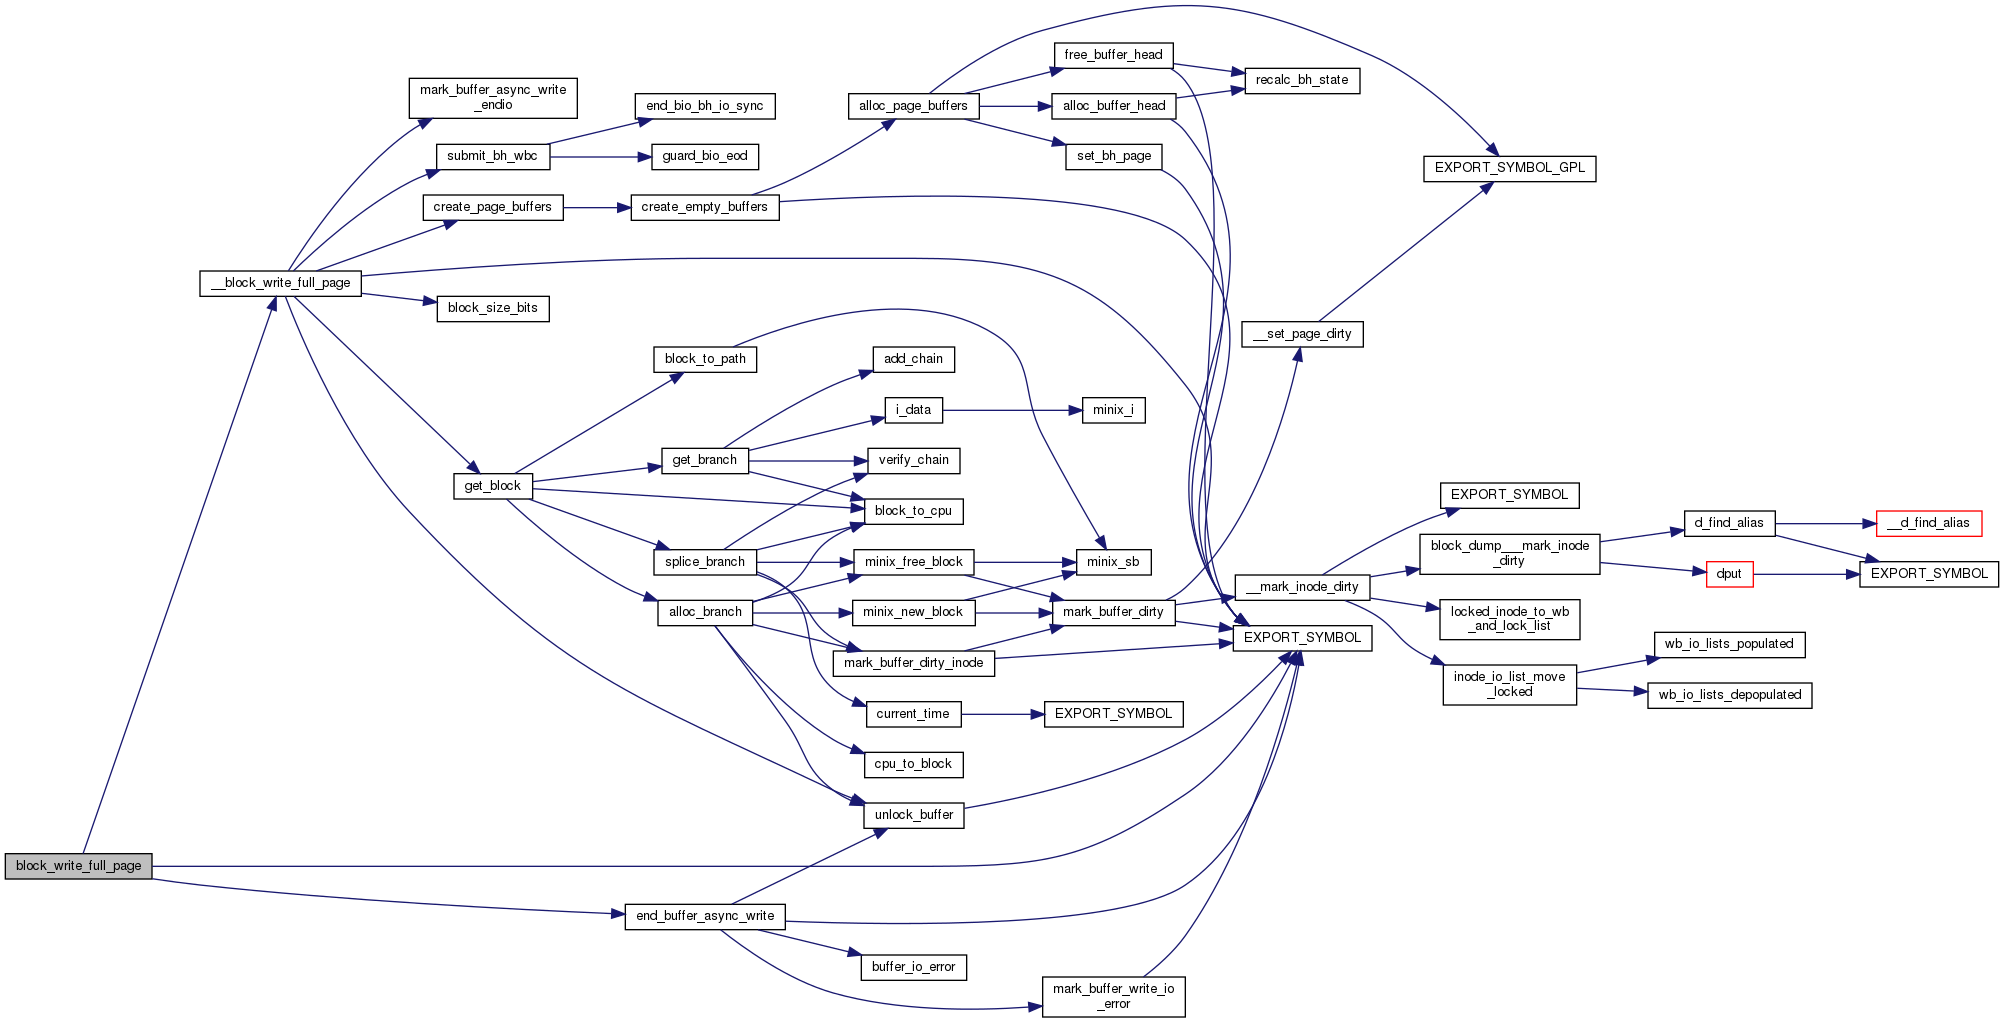 free_buffer_head
recalc_bh_state
mark_buffer_async_write
_endio
end_bio_bh_io_sync
alloc_page_buffers
alloc_buffer_head
submit_bh_wbc
guard_bio_eod
set_bh_page
EXPORT_SYMBOL_GPL
create_page_buffers
create_empty_buffers
__block_write_full_page
block_size_bits
__set_page_dirty
block_to_path
add_chain
i_data
minix_i
get_branch
verify_chain
get_block
block_to_cpu
EXPORT_SYMBOL
d_find_alias
__d_find_alias
block_dump___mark_inode
_dirty
splice_branch
minix_free_block
minix_sb
dput
EXPORT_SYMBOL
__mark_inode_dirty
alloc_branch
minix_new_block
mark_buffer_dirty
locked_inode_to_wb
_and_lock_list
EXPORT_SYMBOL
wb_io_lists_populated
mark_buffer_dirty_inode
inode_io_list_move
_locked
wb_io_lists_depopulated
current_time
EXPORT_SYMBOL
cpu_to_block
unlock_buffer
block_write_full_page
end_buffer_async_write
buffer_io_error
mark_buffer_write_io
_error